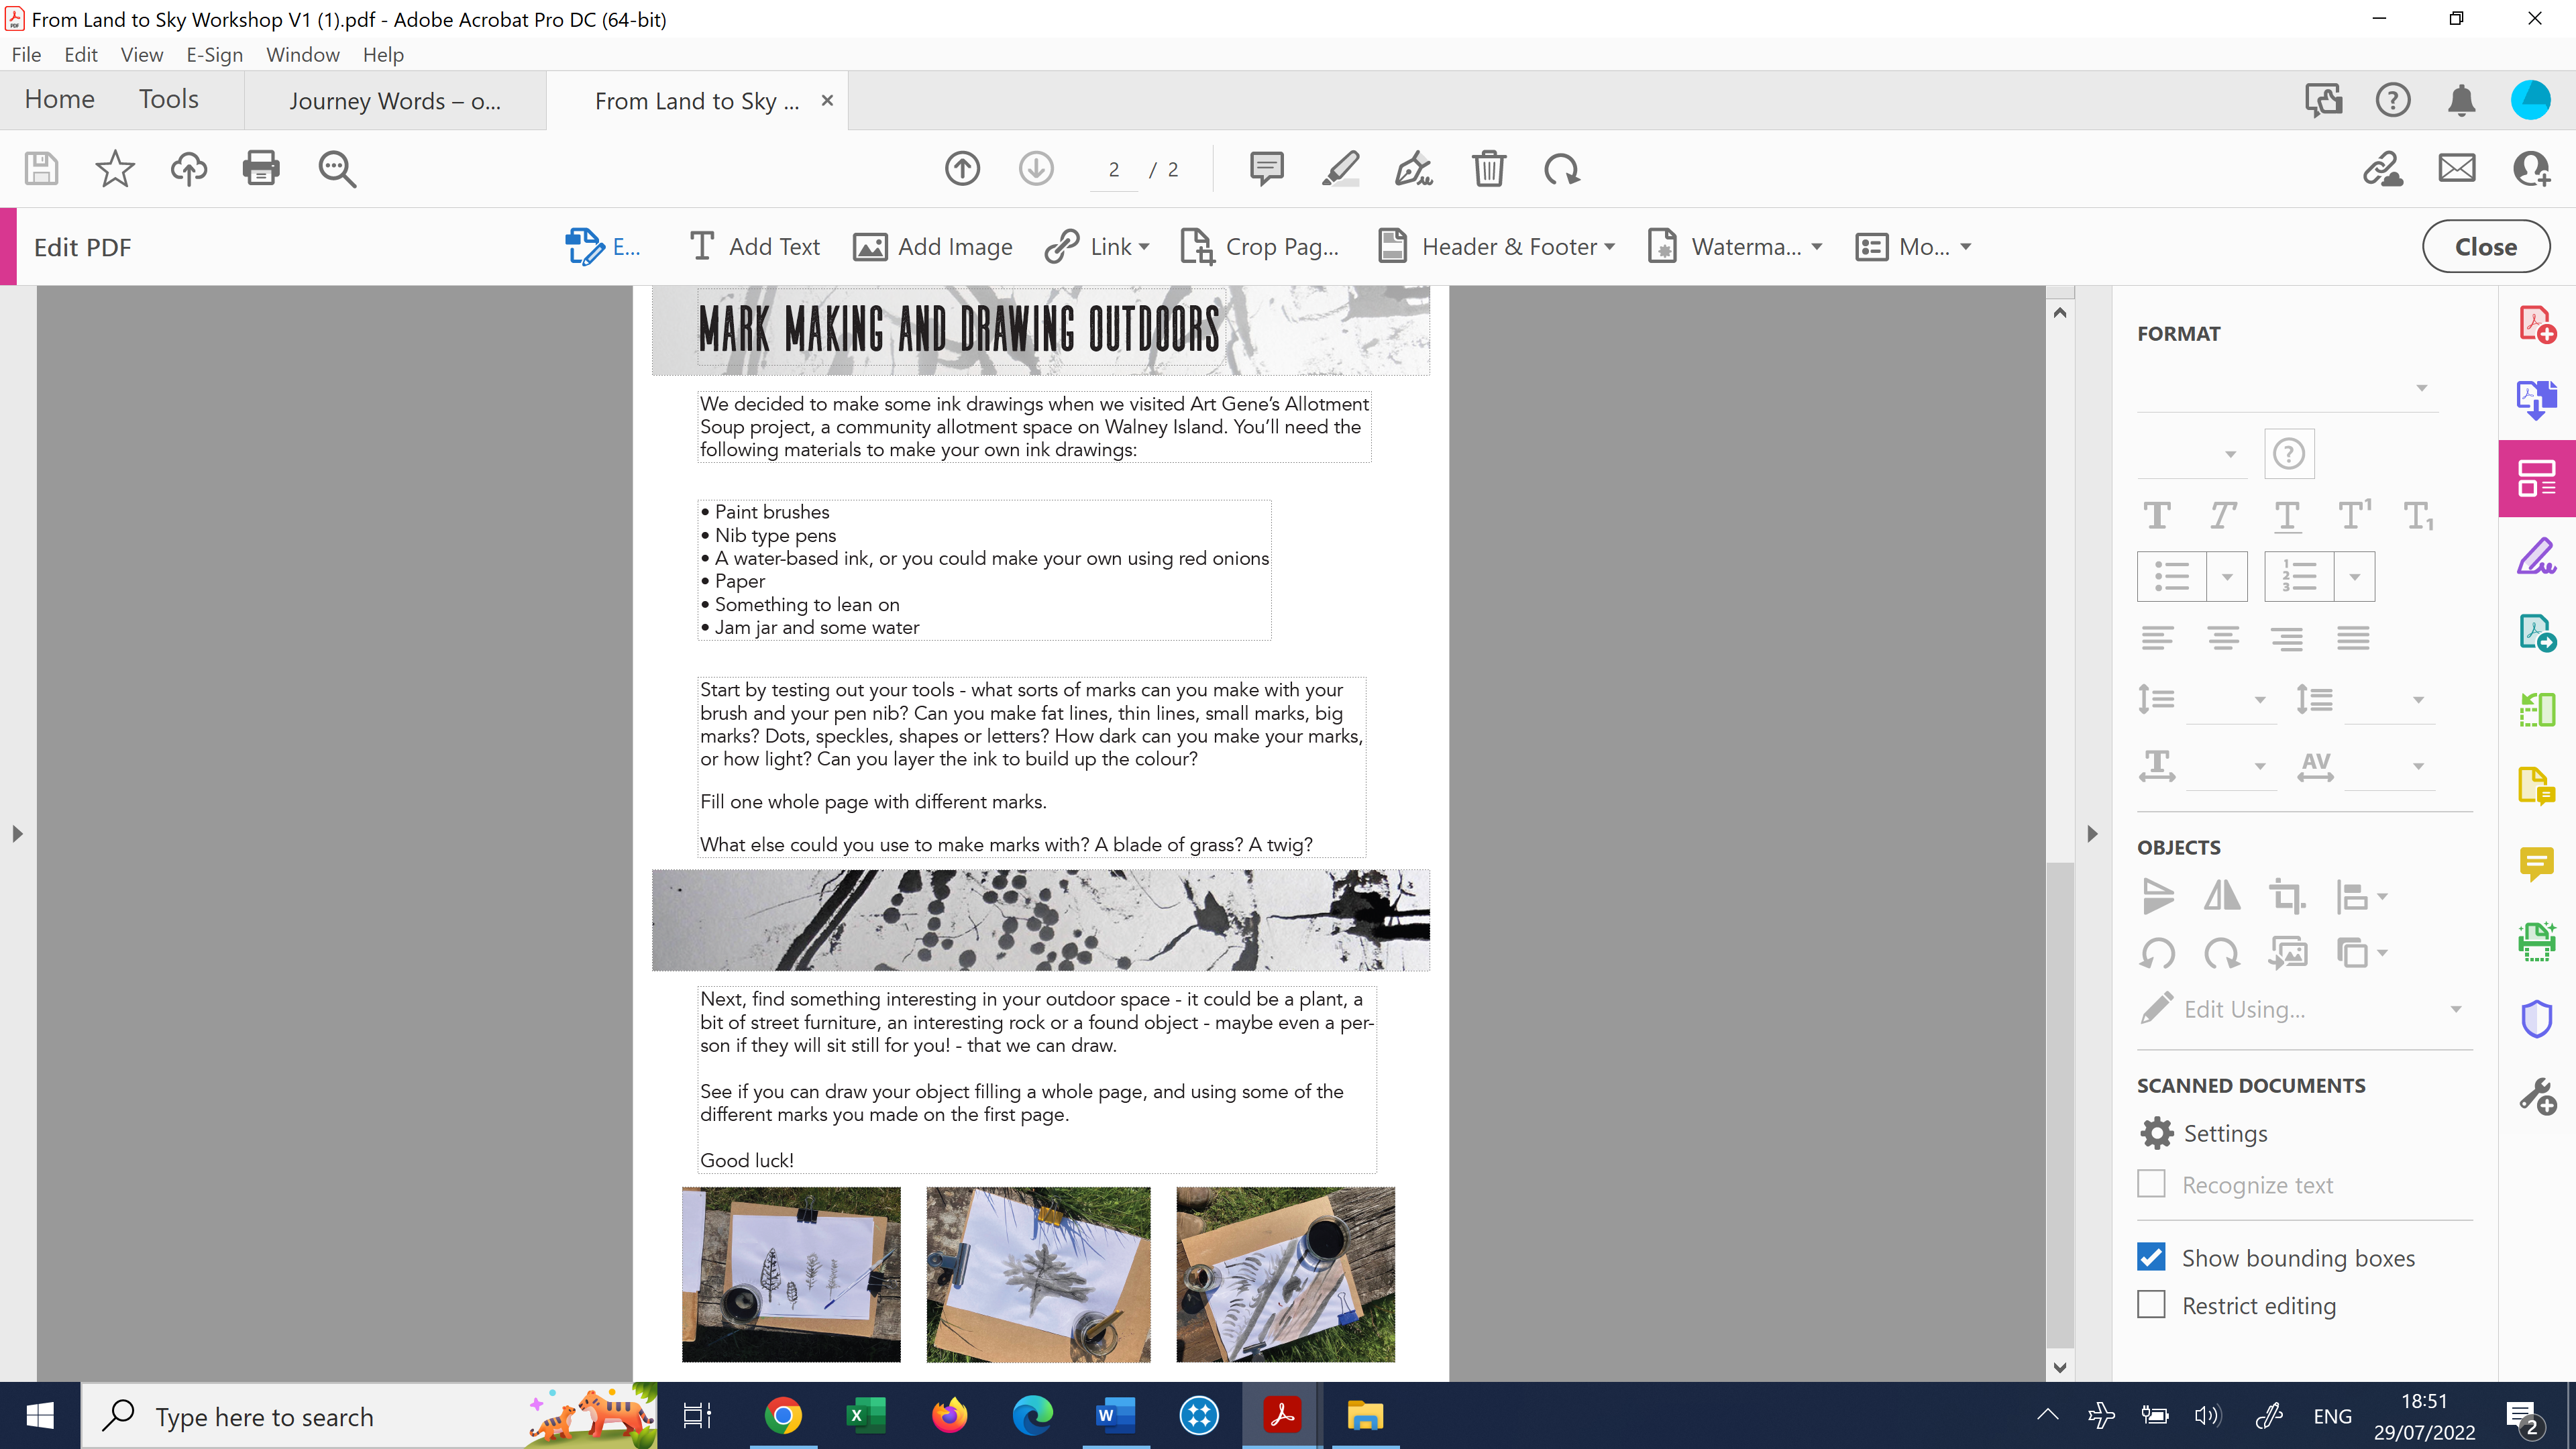 From Land to Sky Workshop V1 (1).pdf - Adobe Acrobat Pro DC (64-bit)
File Edit View E-Sign Window Help
Home Tools Journey Words – o... From Land to Sky ...
2 / 2
Edit PDF E... Add Text Add Image Link Crop Pag... Header & Footer Waterma... Mo... Close
MARK MAKING AND DRAWING OUTDOORS
We decided to make some ink drawings when we visited Art Gene’s Allotment
Soup project, a community allotment space on Walney Island. You’ll need the
following materials to make your own ink drawings:
• Paint brushes
• Nib type pens
• A water-based ink, or you could make your own using red onions
• Paper
• Something to lean on
• Jam jar and some water
Start by testing out your tools - what sorts of marks can you make with your
brush and your pen nib? Can you make fat lines, thin lines, small marks, big
marks? Dots, speckles, shapes or letters? How dark can you make your marks,
or how light? Can you layer the ink to build up the colour?
Fill one whole page with different marks.
What else could you use to make marks with? A blade of grass? A twig?
Next, find something interesting in your outdoor space - it could be a plant, a
bit of street furniture, an interesting rock or a found object - maybe even a per-
son if they will sit still for you! - that we can draw.
See if you can draw your object filling a whole page, and using some of the
different marks you made on the first page.
Good luck!
FORMAT
OBJECTS
Edit Using...
SCANNED DOCUMENTS
Settings
Recognize text
Show bounding boxes
Restrict editing
Type here to search
ENG
18:51
29/07/2022
2